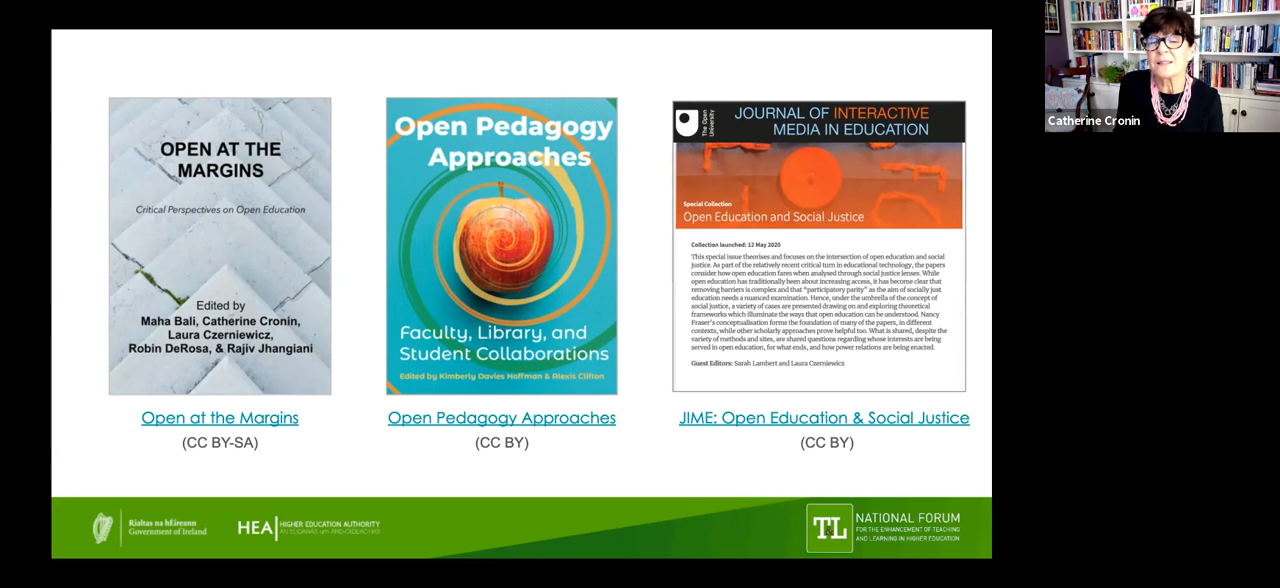 OPEN AT THE
MARGINS
Critical Perspectives on Open Education
Edited by
Maha Bali, Catherine Cronin,
Laura Czerniewicz,
Robin DeRosa, & Rajiv Jhangiani
Open at the Margins
(CC BY-SA)
Open Pedagogy
Approaches
Faculty, Library, and
Student Collaborations
Edited by Kimberly Davies Hoffman & Alexis Clifton
Open Pedagogy Approaches
(CC BY)
The Open
University
JOURNAL OF INTERACTIVE
MEDIA IN EDUCATION
Special Collection
Open Education and Social Justice
Collection launched: 12 May 2020
This special issue theorises and focuses on the intersection of open education and social
justice. As part of the relatively recent critical turn in educational technology, the papers
consider how open education fares when analysed through social justice lenses. While
open education has traditionally been about increasing access, it has become clear that
removing barriers is complex and that “participatory parity” as the aim of socially just
education needs a nuanced examination. Hence, under the umbrella of the concept of
social justice, a variety of cases are presented drawing on and exploring theoretical
frameworks which illuminate the ways that open education can be understood. Nancy
Fraser's conceptualisation forms the foundation of many of the papers, in different
contexts, while other scholarly approaches prove helpful too. What is shared, despite the
variety of methods and sites, are shared questions regarding whose interests are being
served in open education, for what ends, and how power relations are being enacted.
Guest Editors: Sarah Lambert and Laura Czerniewicz
JIME: Open Education & Social Justice
(CC BY)
Rialtas na hÉireann
Government of Ireland
HEA
HIGHER EDUCATION AUTHORITY
AN tÚDARÁS um ARD-OIDEACHAS
T&L
NATIONAL FORUM
FOR THE ENHANCEMENT OF TEACHING
AND LEARNING IN HIGHER EDUCATION
Catherine Cronin